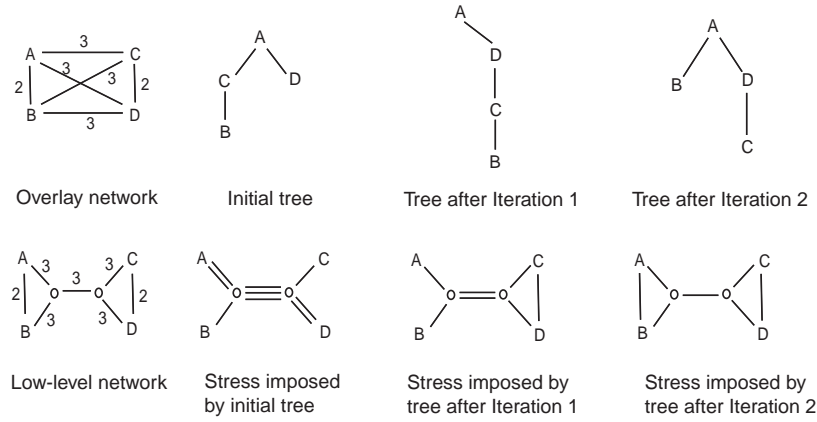 A 3 C
2 3 3 2
B 3 D
Overlay network
A
C D
B
Initial tree
A
D
C
B
Tree after Iteration 1
A
B D
C
Tree after Iteration 2
A 3 3 C
2 o 3 o 2
B 3 3 D
Low-level network
A C
o o
B D
Stress imposed
by initial tree
A C
o o
B D
Stress imposed by
tree after Iteration 1
A C
o o
B D
Stress imposed by
tree after Iteration 2